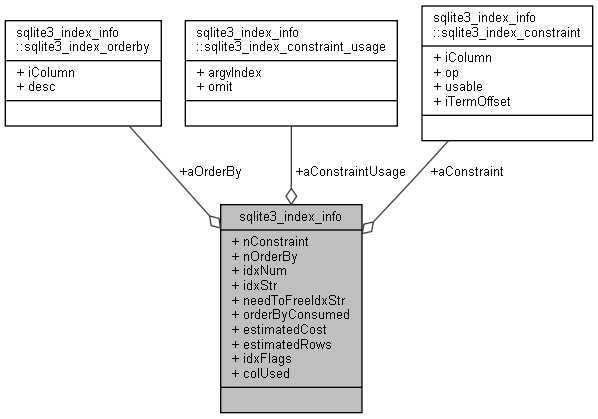 sqlite3_index_info
::sqlite3_index_orderby
+ iColumn
+ desc
sqlite3_index_info
::sqlite3_index_constraint_usage
+ argvIndex
+ omit
sqlite3_index_info
::sqlite3_index_constraint
+ iColumn
+ op
+ usable
+ iTermOffset
+aOrderBy
+aConstraintUsage
+aConstraint
sqlite3_index_info
+ nConstraint
+ nOrderBy
+ idxNum
+ idxStr
+ needToFreeIdxStr
+ orderByConsumed
+ estimatedCost
+ estimatedRows
+ idxFlags
+ colUsed